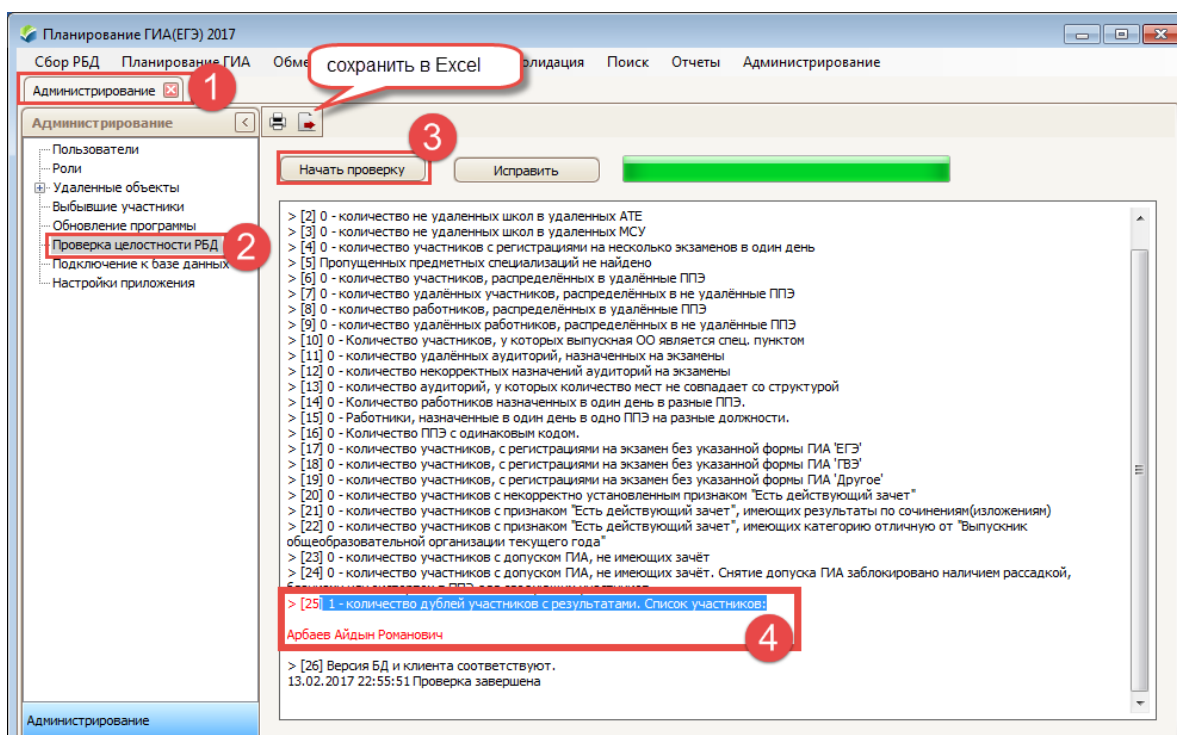 Планирование ГИА(ЕГЭ) 2017
Сбор РБД Планирование ГИА Обме олидация Поиск Отчеты Администрирование
сохранить в Excel
Администрирование
1
Администрирование
Пользователи
Роли
Удаленные объекты
Выбывшие участники
Обновление программы
Проверка целостности РБД
2
Подключение к базе данных
Настройки приложения
3
Начать проверку Исправить
> [2] 0 - количество не удаленных школ в удаленных АТЕ
> [3] 0 - количество не удаленных школ в удаленных МСУ
> [4] 0 - количество участников с регистрациями на несколько экзаменов в один день
> [5] Пропущенных предметных специализаций не найдено
> [6] 0 - количество участников, распределённых в удалённые ППЭ
> [7] 0 - количество удалённых участников, распределённых в не удалённые ППЭ
> [8] 0 - количество работников, распределённых в удалённые ППЭ
> [9] 0 - количество удалённых работников, распределённых в не удалённые ППЭ
> [10] 0 - Количество участников, у которых выпускная ОО является спец. пунктом
> [11] 0 - количество удалённых аудиторий, назначенных на экзамены
> [12] 0 - количество некорректных назначений аудиторий на экзамены
> [13] 0 - количество аудиторий, у которых количество мест не совпадает со структурой
> [14] 0 - Количество работников назначенных в один день в разные ППЭ.
> [15] 0 - Работники, назначенные в один день в одно ППЭ на разные должности.
> [16] 0 - Количество ППЭ с одинаковым кодом.
> [17] 0 - количество участников, с регистрациями на экзамен без указанной формы ГИА 'ЕГЭ'
> [18] 0 - количество участников, с регистрациями на экзамен без указанной формы ГИА 'ГВЭ'
> [19] 0 - количество участников, с регистрациями на экзамен без указанной формы ГИА 'Другое'
> [20] 0 - количество участников с некорректно установленным признаком "Есть действующий зачет"
> [21] 0 - количество участников с признаком "Есть действующий зачет", имеющих результаты по сочинениям(изложениям)
> [22] 0 - количество участников с признаком "Есть действующий зачет", имеющих категорию отличную от "Выпускник
общеобразовательной организации текущего года"
> [23] 0 - количество участников с допуском ГИА, не имеющих зачёт
> [24] 0 - количество участников с допуском ГИА, не имеющих зачёт. Снятие допуска ГИА заблокировано наличием рассадкой,
> [25] 1 - количество дублей участников с результатами. Список участников:
Арбаев Айдын Романович
4
> [26] Версия БД и клиента соответствуют.
13.02.2017 22:55:51 Проверка завершена
Администрирование